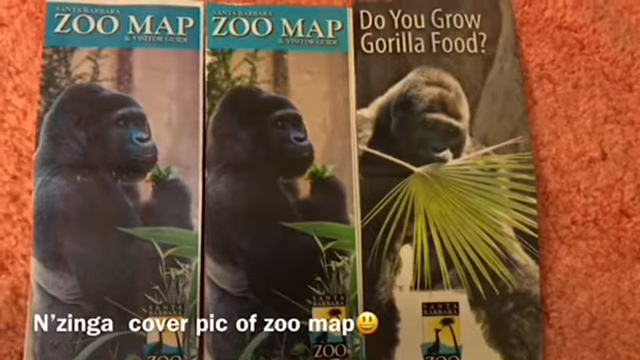 SANTA BARBARA
ZOO MAP
& VISITOR GUIDE
SANTA BARBARA
ZOO MAP
& VISITOR GUIDE
Do You Grow
Gorilla Food?
SANTA
BARBARA
ZOO
SANTA
BARBARA
ZOO
SANTA
BARBARA
ZOO
N'zinga cover pic of zoo map😃